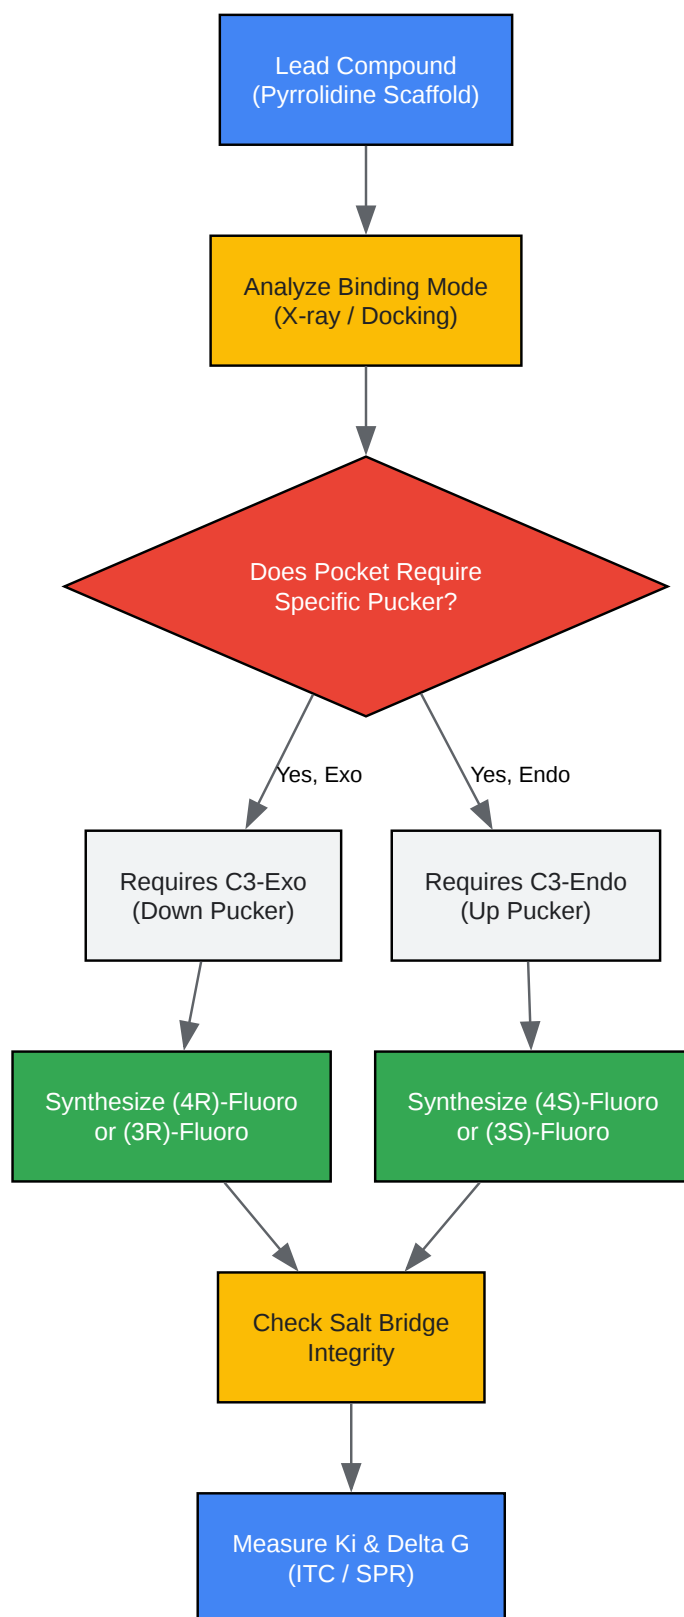 Lead Compound
(Pyrrolidine Scaffold)
Analyze Binding Mode
(X-ray / Docking)
Does Pocket Require
Specific Pucker?
Yes, Exo
Yes, Endo
Requires C3-Exo
(Down Pucker)
Requires C3-Endo
(Up Pucker)
Synthesize (4R)-Fluoro
or (3R)-Fluoro
Synthesize (4S)-Fluoro
or (3S)-Fluoro
Check Salt Bridge
Integrity
Measure Ki & Delta G
(ITC / SPR)